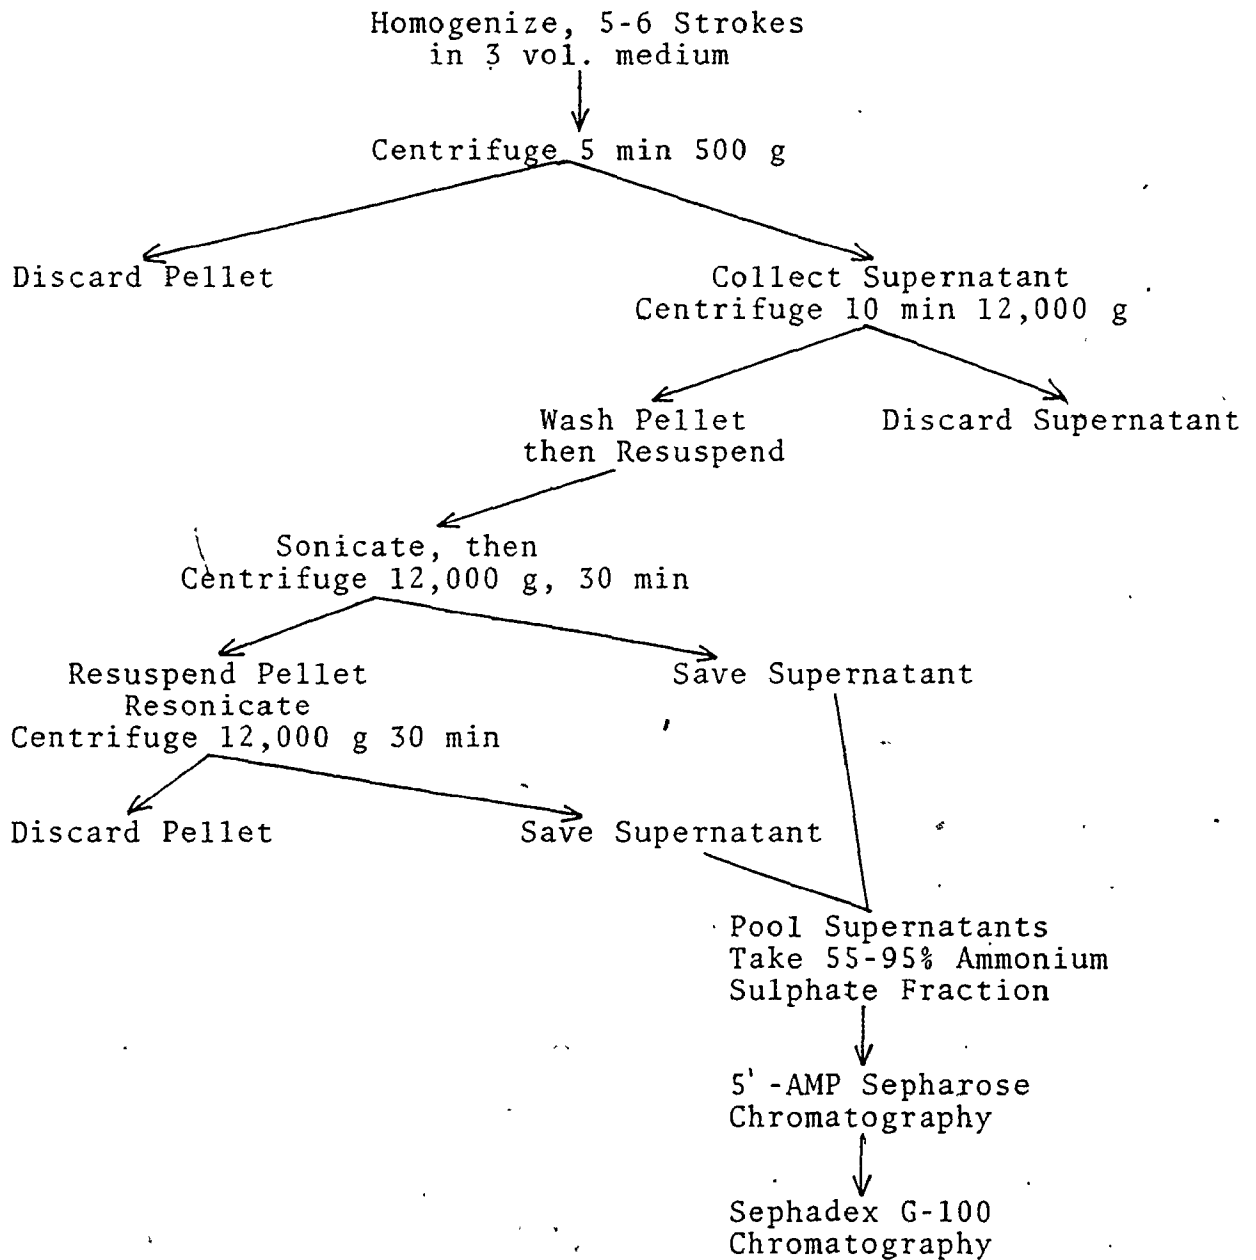 Homogenize, 5-6 Strokes
in 3 vol. medium
Centrifuge 5 min 500 g
Discard Pellet
Collect Supernatant
Centrifuge 10 min 12,000 g
Wash Pellet
then Resuspend
Discard Supernatant
Sonicate, then
Centrifuge 12,000 g, 30 min
Resuspend Pellet
Resonicate
Centrifuge 12,000 g 30 min
Save Supernatant
Discard Pellet
Save Supernatant
Pool Supernatants
Take 55-95% Ammonium
Sulphate Fraction
5'-AMP Sepharose
Chromatography
Sephadex G-100
Chromatography